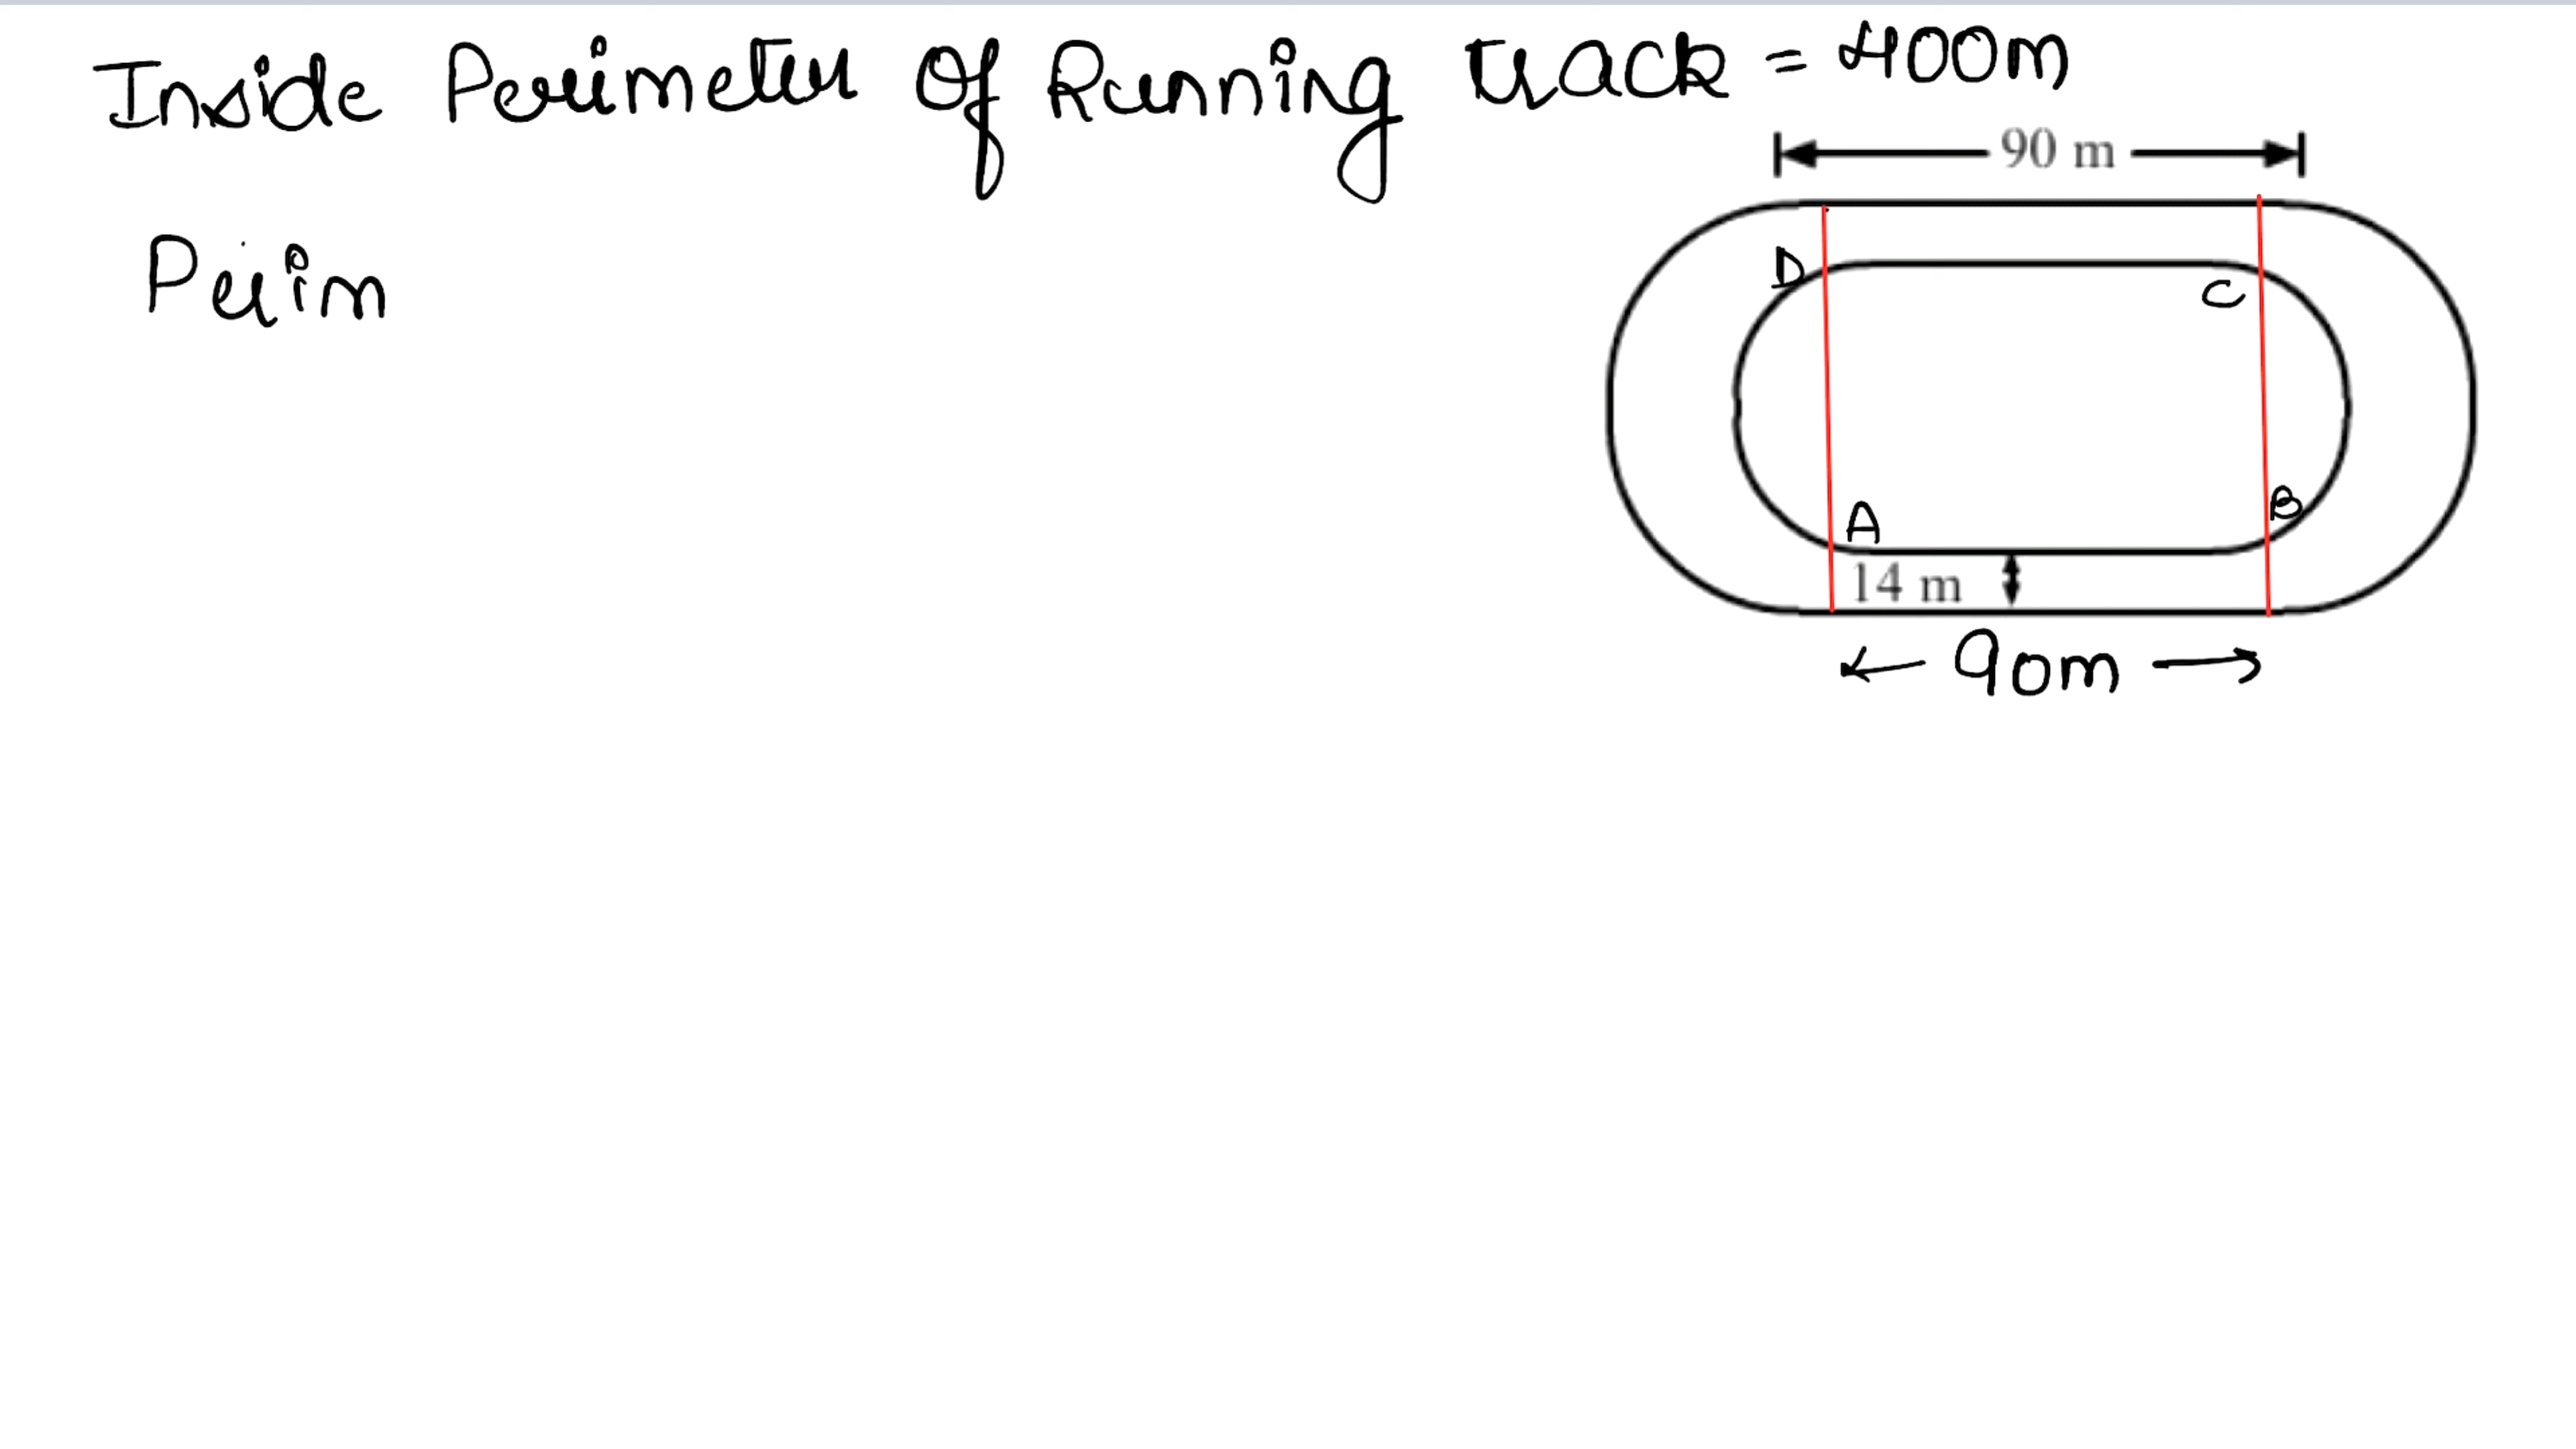 Inside Perimeter Of Running track = 400m
90 m
Perim
D
C
A
B
14 m
90m